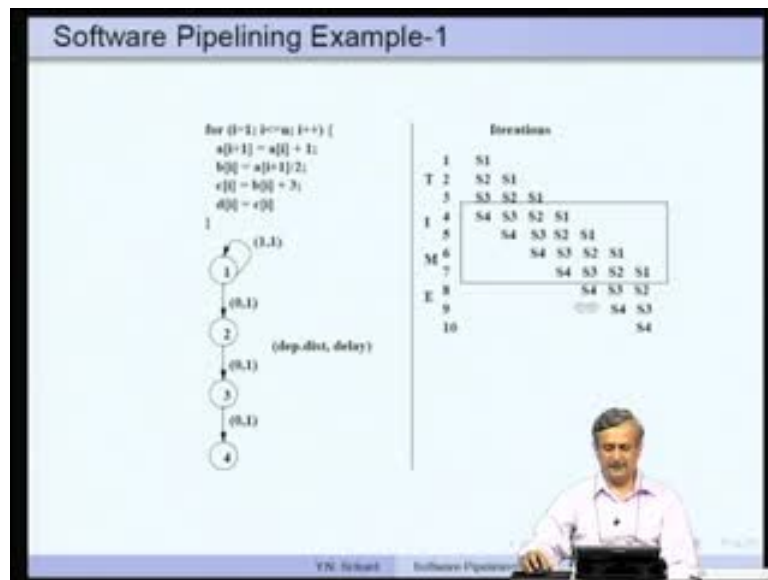 Software Pipelining Example-1
for (i=1; i<=n; i++) {
a[i+1] = a[i] + 1;
b[i] = a[i+1]/2;
c[i] = b[i] + 3;
d[i] = c[i]
}
(1,1)
1
(0,1)
2
(dep.dist, delay)
(0,1)
3
(0,1)
4
Iterations
1 S1
T 2 S2 S1
3 S3 S2 S1
I 4 S4 S3 S2 S1
5 S4 S3 S2 S1
M 6 S4 S3 S2 S1
7 S4 S3 S2 S1
E 8 S4 S3 S2
9 S4 S3
10 S4
Y.N. Srikant
Software Pipelining